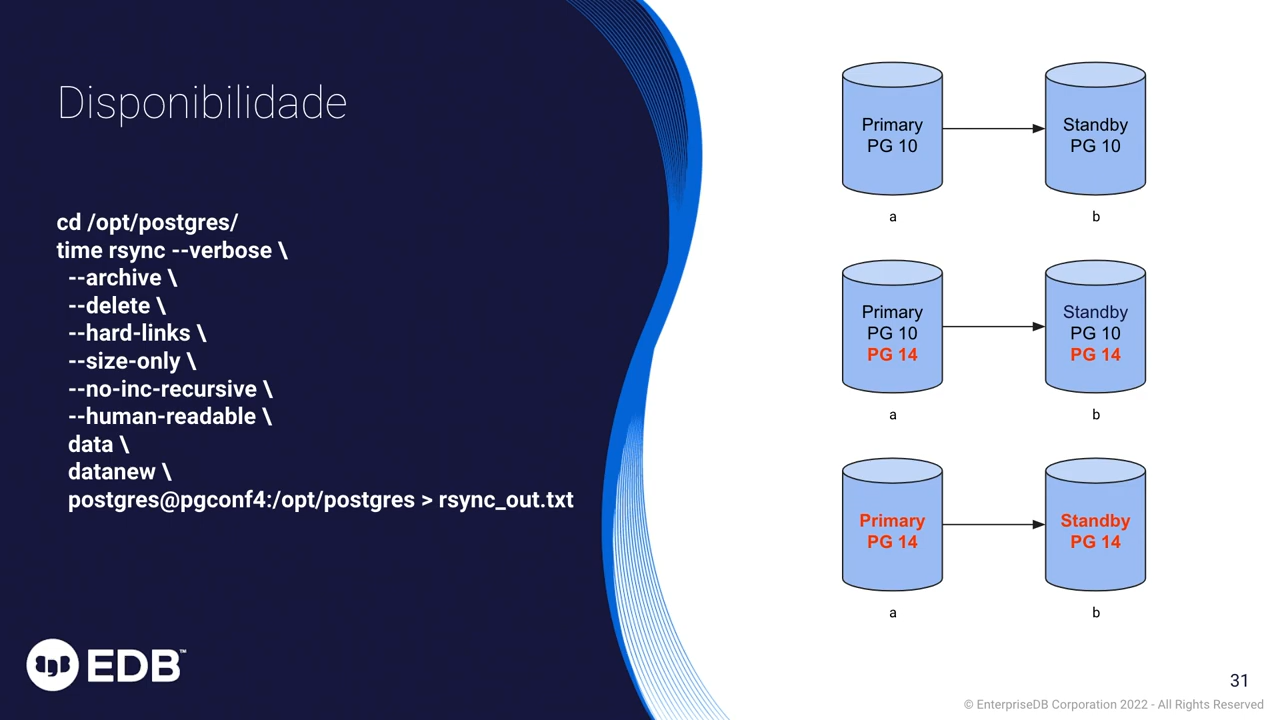 Disponibilidade
cd /opt/postgres/
time rsync --verbose \
--archive \
--delete \
--hard-links \
--size-only \
--no-inc-recursive \
--human-readable \
data \
datanew \
postgres@pgconf4:/opt/postgres > rsync_out.txt
EDB™
Primary
PG 10
a
Standby
PG 10
b
Primary
PG 10
PG 14
a
Standby
PG 10
PG 14
b
Primary
PG 14
a
Standby
PG 14
b
31
© EnterpriseDB Corporation 2022 - All Rights Reserved